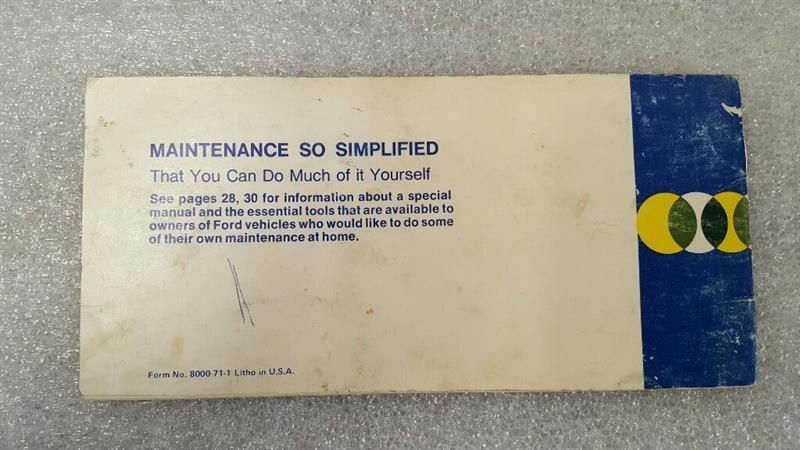 MAINTENANCE SO SIMPLIFIED
That You Can Do Much of it Yourself
See pages 28, 30 for information about a special
manual and the essential tools that are available to
owners of Ford vehicles who would like to do some
of their own maintenance at home.
Form No. 8000-71-1 Litho in U.S.A.